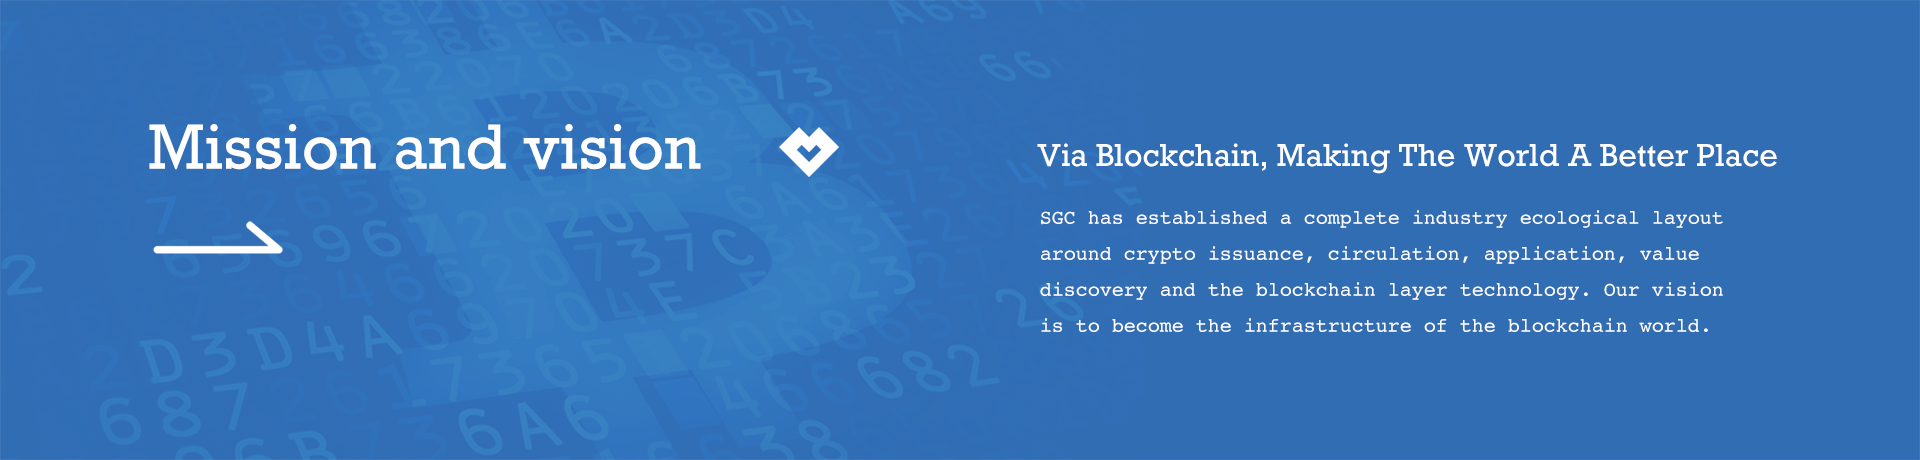 Mission and vision
Via Blockchain, Making The World A Better Place
SGC has established a complete industry ecological layout
around crypto issuance, circulation, application, value
discovery and the blockchain layer technology. Our vision
is to become the infrastructure of the blockchain world.